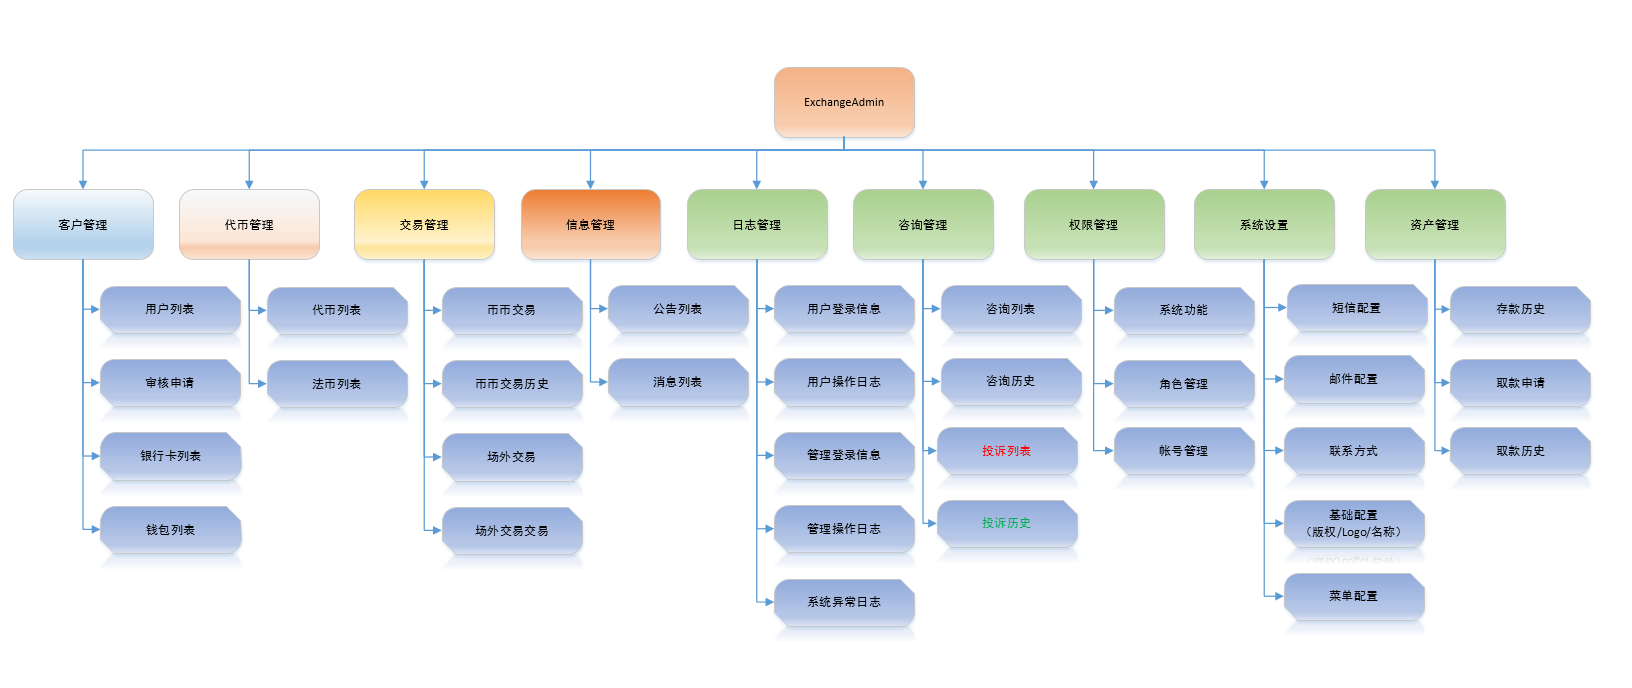 ExchangeAdmin
客户管理
代币管理
交易管理
信息管理
日志管理
咨询管理
权限管理
系统设置
资产管理
用户列表
审核申请
银行卡列表
钱包列表
代币列表
法币列表
币币交易
币币交易历史
场外交易
场外交易交易
公告列表
消息列表
用户登录信息
用户操作日志
管理登录信息
管理操作日志
系统异常日志
咨询列表
咨询历史
投诉列表
投诉历史
系统功能
角色管理
帐号管理
短信配置
邮件配置
联系方式
基础配置
（版权/Logo/名称）
菜单配置
存款历史
取款申请
取款历史